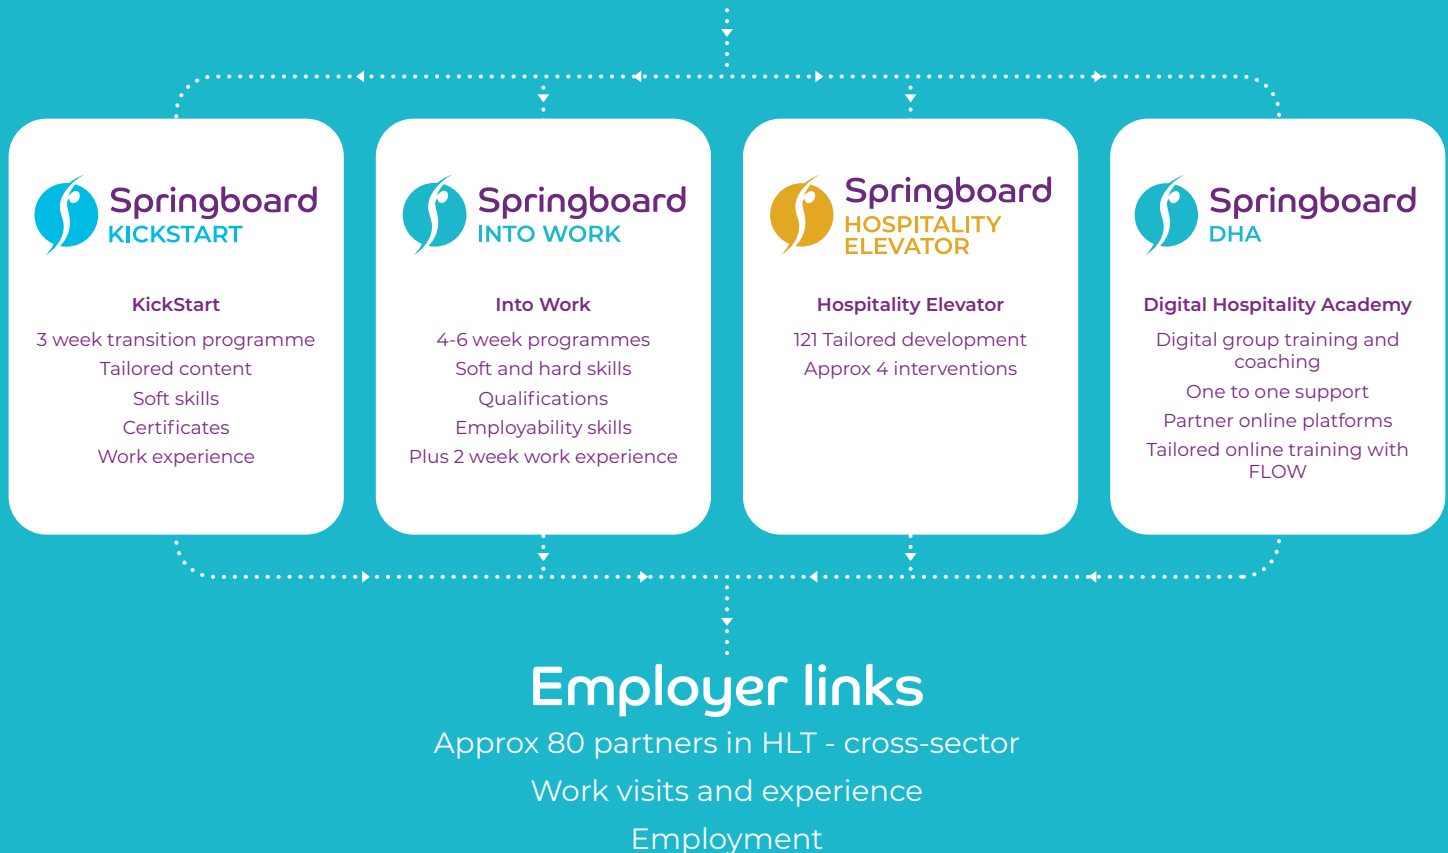 Springboard
KICKSTART
KickStart
3 week transition programme
Tailored content
Soft skills
Certificates
Work experience
Springboard
INTO WORK
Into Work
4-6 week programmes
Soft and hard skills
Qualifications
Employability skills
Plus 2 week work experience
Springboard
HOSPITALITY
ELEVATOR
Hospitality Elevator
121 Tailored development
Approx 4 interventions
Springboard
DHA
Digital Hospitality Academy
Digital group training and
coaching
One to one support
Partner online platforms
Tailored online training with
FLOW
Employer links
Approx 80 partners in HLT - cross-sector
Work visits and experience
Employment